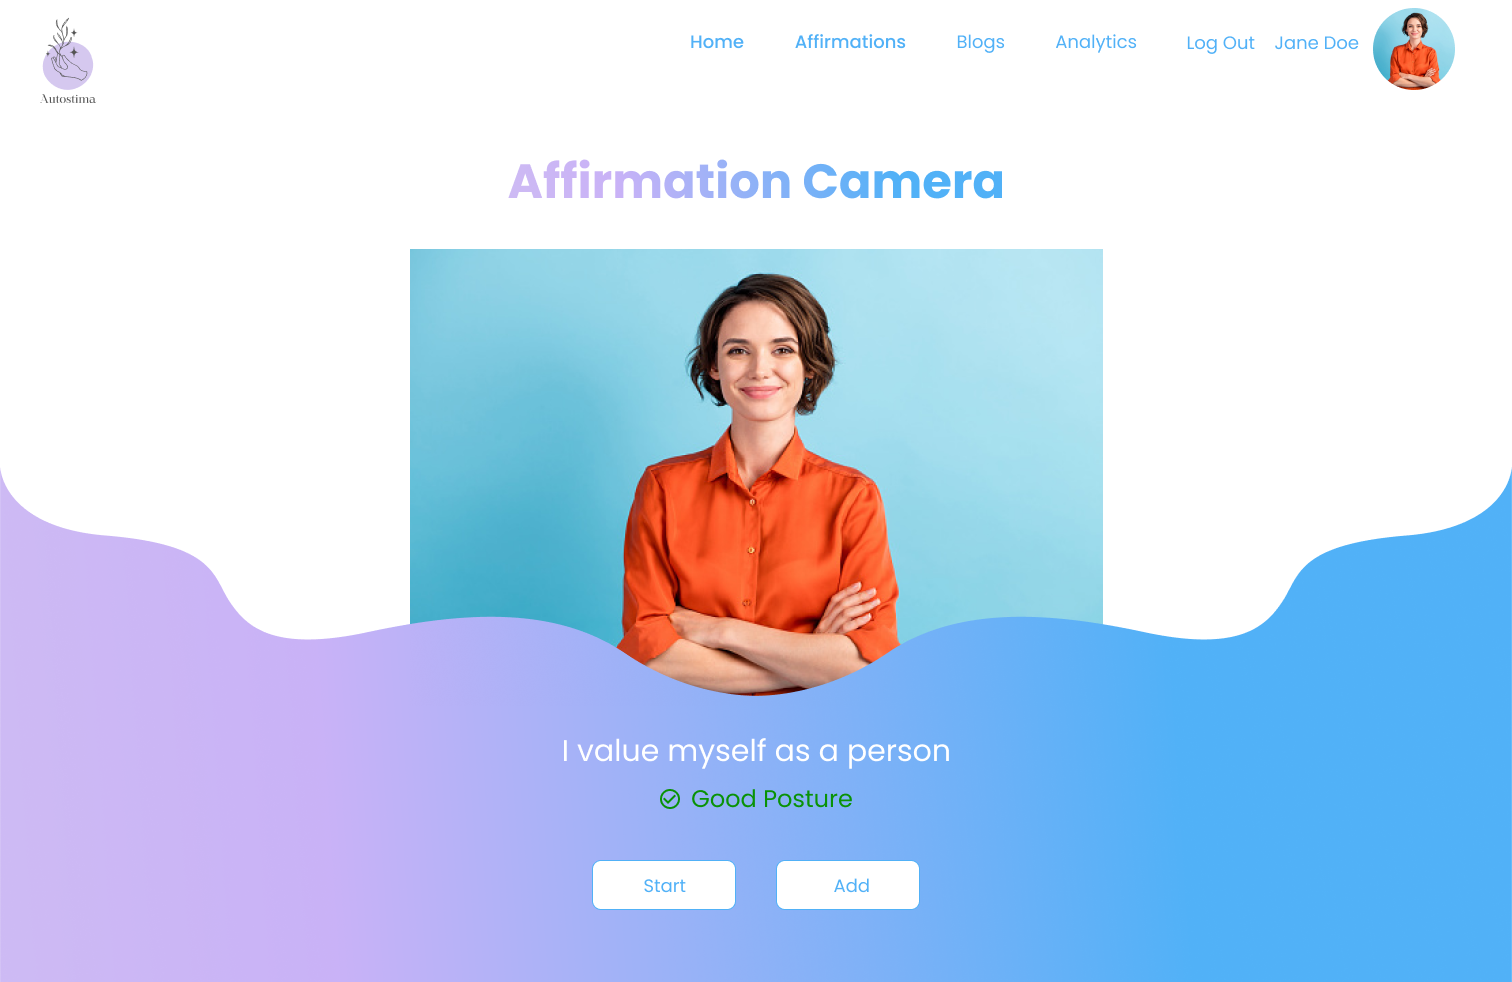 Autostima
Home Affirmations Blogs Analytics Log Out Jane Doe
Affirmation Camera
I value myself as a person
Good Posture
Start Add